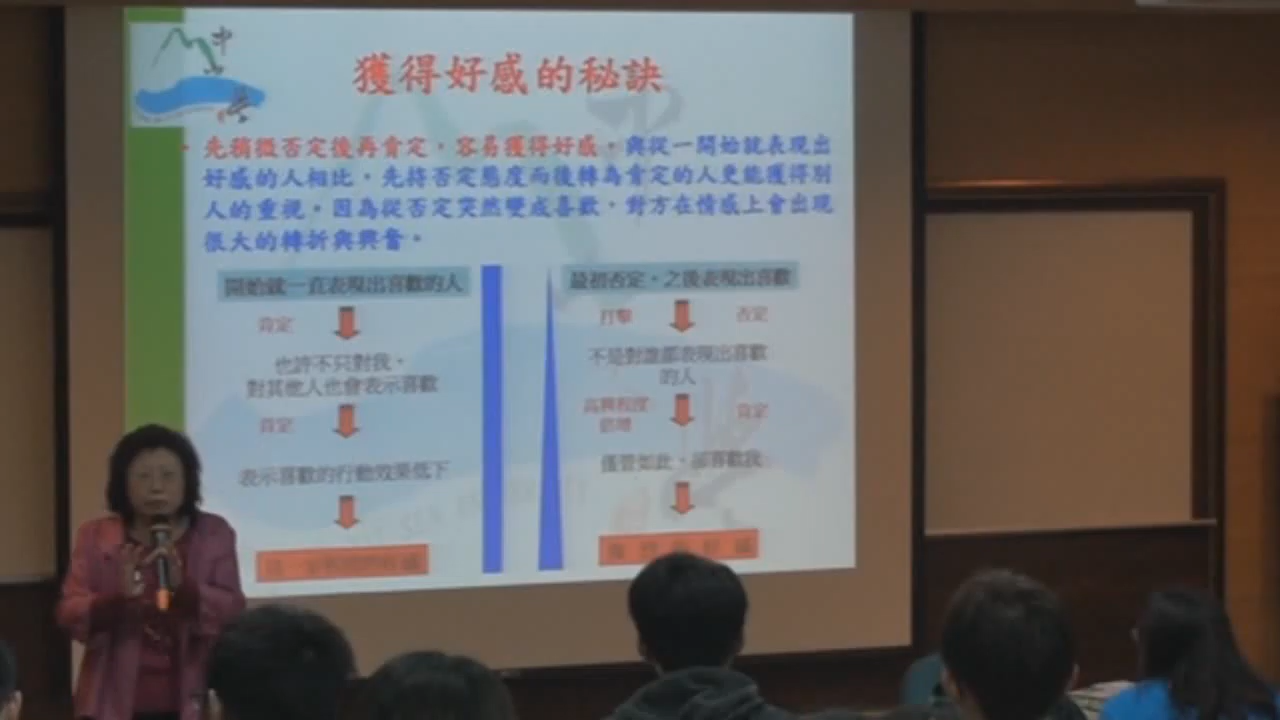 獲得好感的秘訣
先稍微否定後再肯定，容易獲得好感。與從一開始就表現出
好感的人相比，先持否定態度而後轉為肯定的人更能獲得別
人的重視。因為從否定突然變成喜歡，對方在情感上會出現
很大的轉折與興奮。
開始就一直表現出喜歡的人
肯定
也許不只對我，
對其他人也會表示喜歡
肯定
表示喜歡的行動效果低下
最初否定，之後表現出喜歡
打擊 否定
不是對誰都表現出喜歡
的人
高興程度 肯定
倍增
僅管如此，卻喜歡我